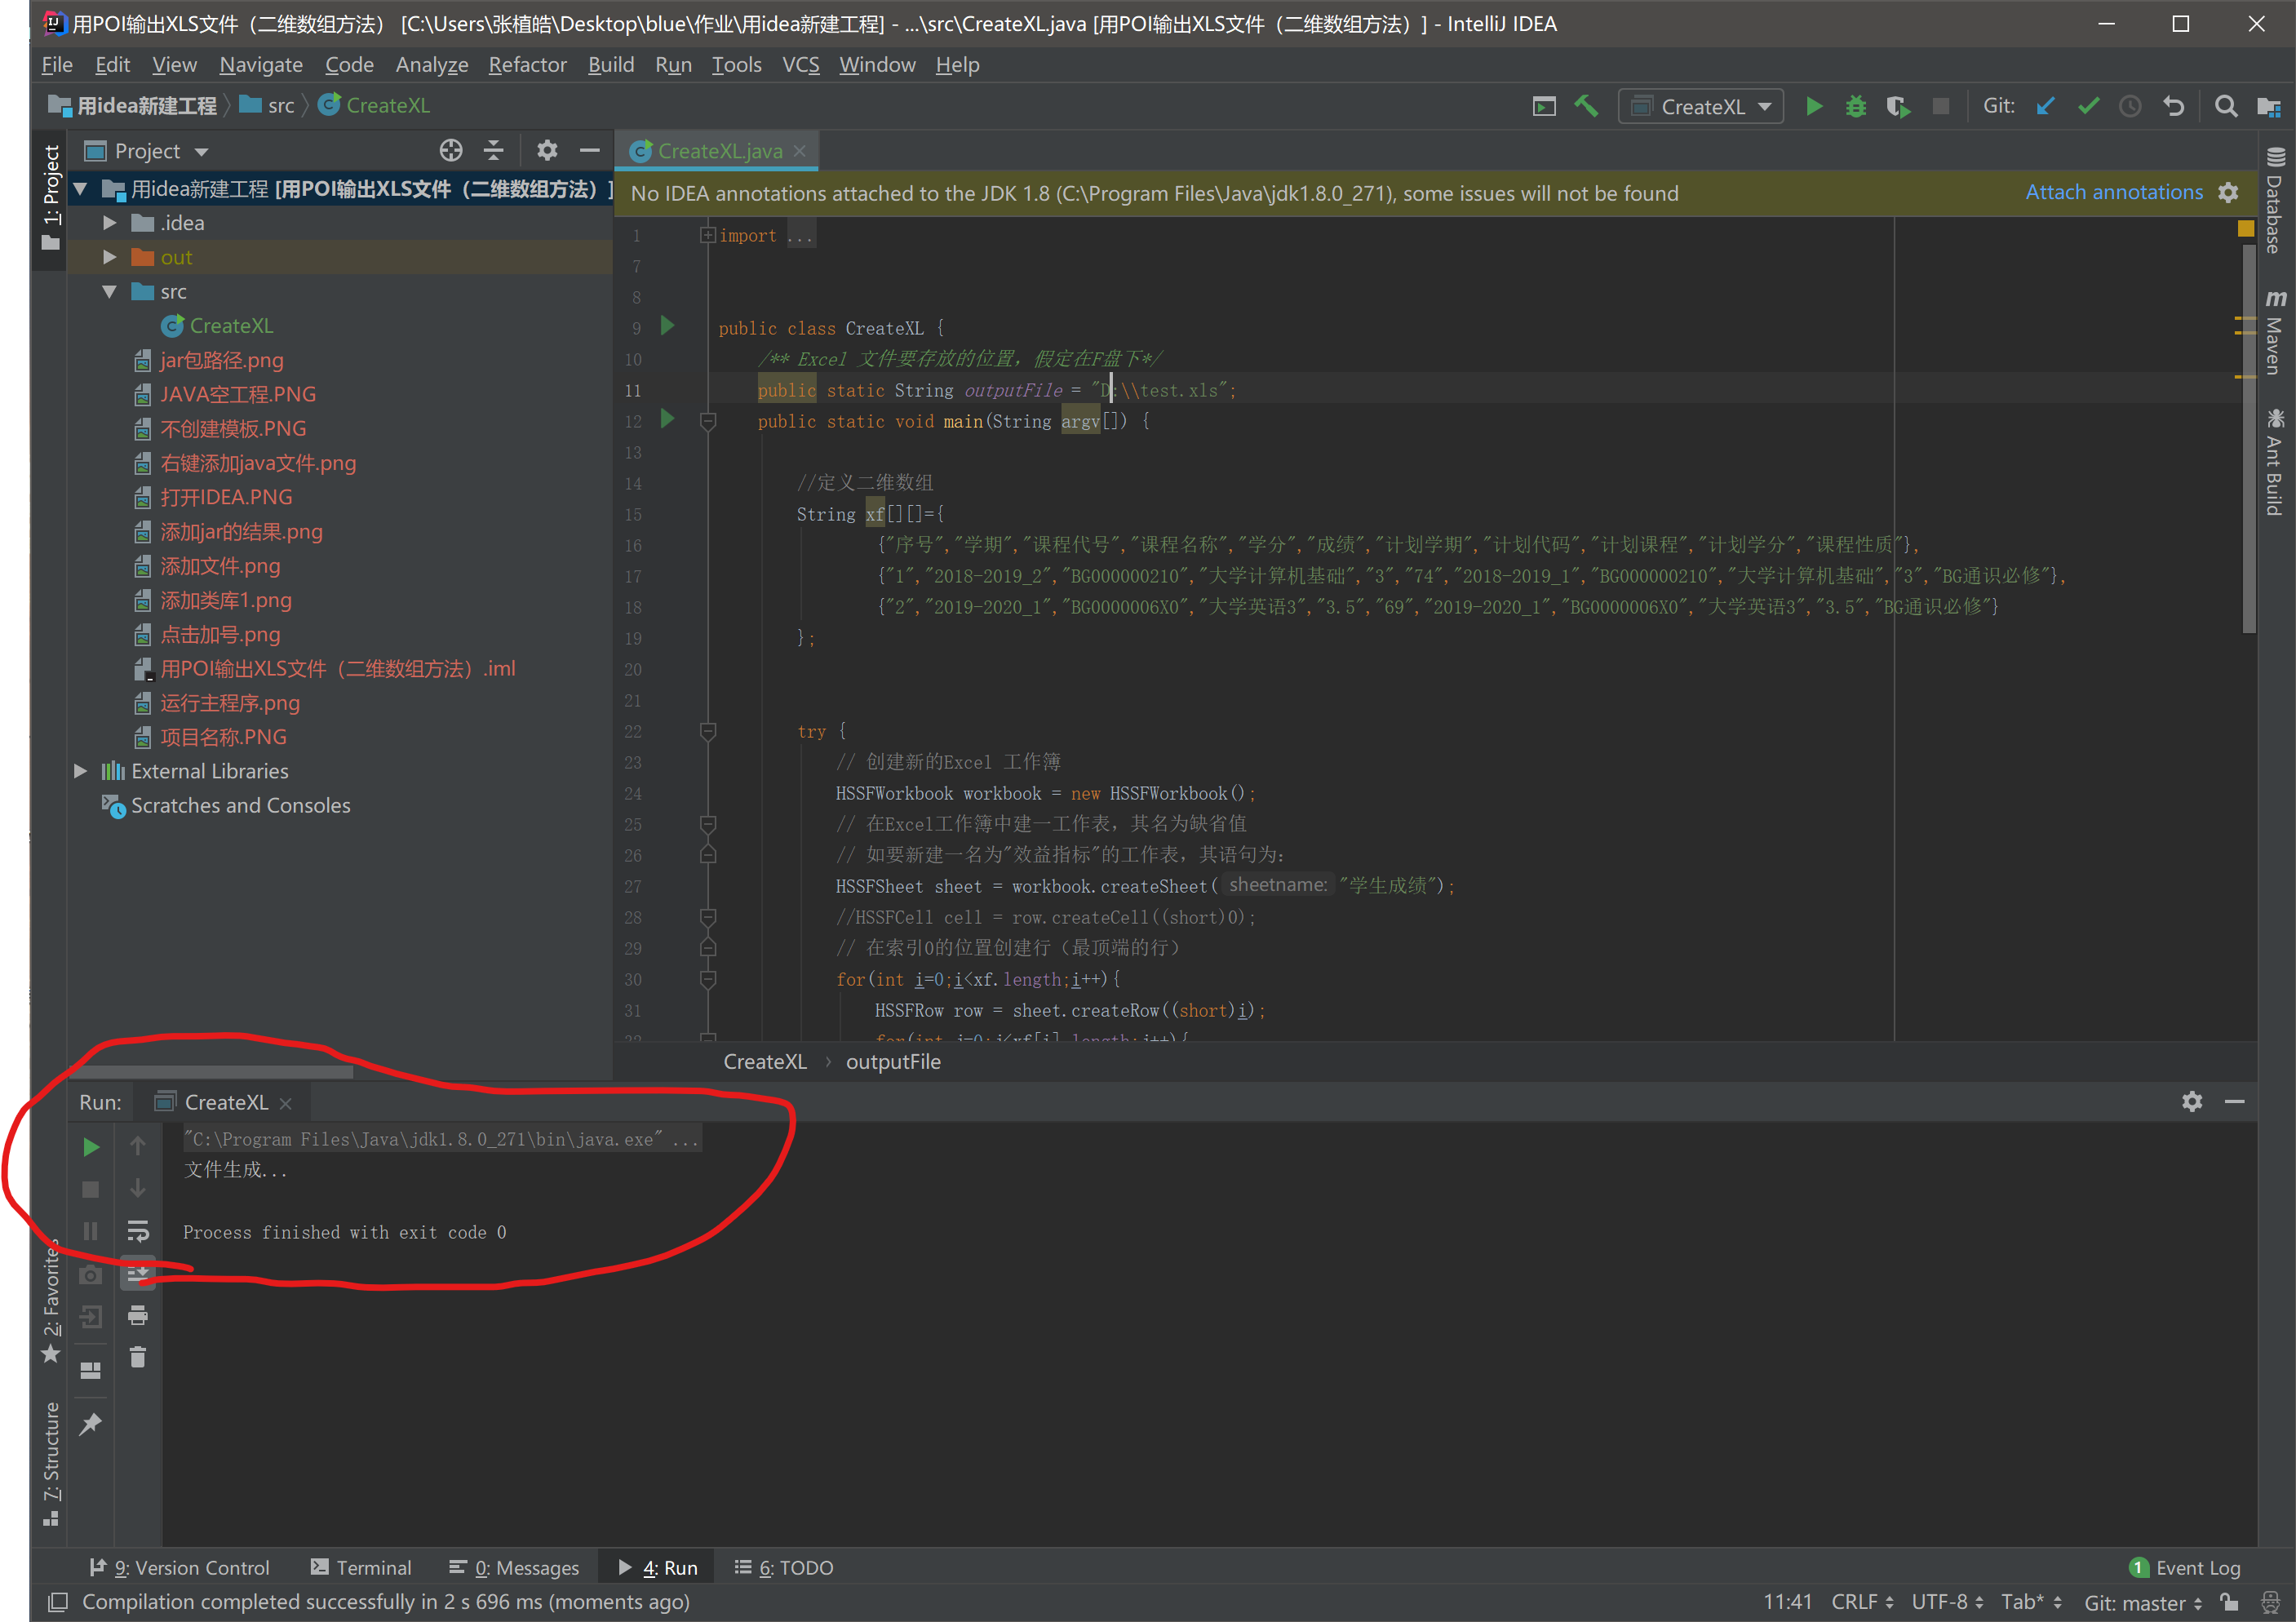 用POI输出XLS文件（二维数组方法） [C:\Users\张植皓\Desktop\blue\作业\用idea新建工程] - ...\src\CreateXL.java [用POI输出XLS文件（二维数组方法）] - IntelliJ IDEA
File Edit View Navigate Code Analyze Refactor Build Run Tools VCS Window Help
用idea新建工程 src CreateXL
CreateXL Git:
1: Project
Project
CreateXL.java
用idea新建工程 [用POI输出XLS文件（二维数组方法）]
.idea
out
src
CreateXL
jar包路径.png
JAVA空工程.PNG
不创建模板.PNG
右键添加java文件.png
打开IDEA.PNG
添加jar的结果.png
添加文件.png
添加类库1.png
点击加号.png
用POI输出XLS文件（二维数组方法）.iml
运行主程序.png
项目名称.PNG
External Libraries
Scratches and Consoles
No IDEA annotations attached to the JDK 1.8 (C:\Program Files\Java\jdk1.8.0_271), some issues will not be found Attach annotations
1 import ...
7
8
9 public class CreateXL {
10 /** Excel 文件要存放的位置，假定在F盘下*/
11 public static String outputFile = "D:\\test.xls";
12 public static void main(String argv[]) {
13
14 //定义二维数组
15 String xf[][]={
16 {"序号","学期","课程代号","课程名称","学分","成绩","计划学期","计划代码","计划课程","计划学分","课程性质"},
17 {"1","2018-2019_2","BG000000210","大学计算机基础","3","74","2018-2019_1","BG000000210","大学计算机基础","3","BG通识必修"},
18 {"2","2019-2020_1","BG0000006X0","大学英语3","3.5","69","2019-2020_1","BG0000006X0","大学英语3","3.5","BG通识必修"}
19 };
20
21
22 try {
23 // 创建新的Excel 工作簿
24 HSSFWorkbook workbook = new HSSFWorkbook();
25 // 在Excel工作簿中建一工作表，其名为缺省值
26 // 如要新建一名为"效益指标"的工作表，其语句为：
27 HSSFSheet sheet = workbook.createSheet( sheetname: "学生成绩");
28 //HSSFCell cell = row.createCell((short)0);
29 // 在索引0的位置创建行（最顶端的行）
30 for(int i=0;i<xf.length;i++){
31 HSSFRow row = sheet.createRow((short)i);
32 for(int j=0;j<xf[i].length;j++){
CreateXL › outputFile
Database
Maven
Ant Build
Run: CreateXL
"C:\Program Files\Java\jdk1.8.0_271\bin\java.exe" ...
文件生成...
Process finished with exit code 0
2: Favorites
7: Structure
9: Version Control Terminal 0: Messages 4: Run 6: TODO 1 Event Log
Compilation completed successfully in 2 s 696 ms (moments ago) 11:41 CRLF UTF-8 Tab* Git: master